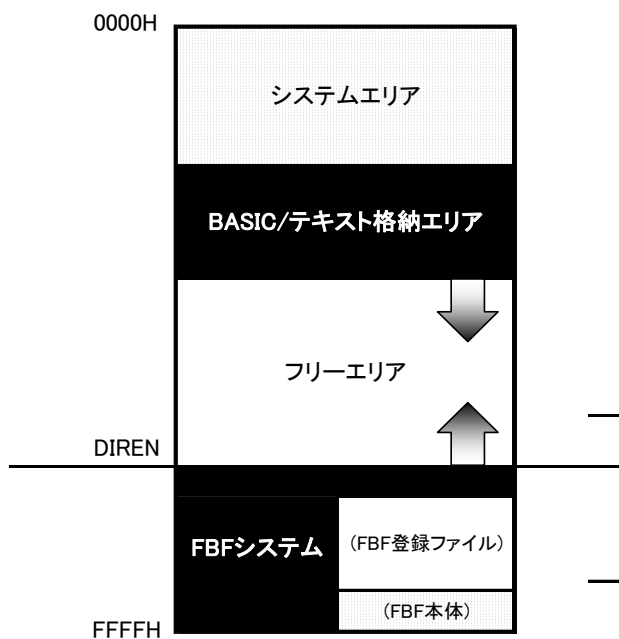 0000H
システムエリア
BASIC/テキスト格納エリア
フリーエリア
DIREN
FBFシステム
(FBF登録ファイル)
(FBF本体)
FFFFH